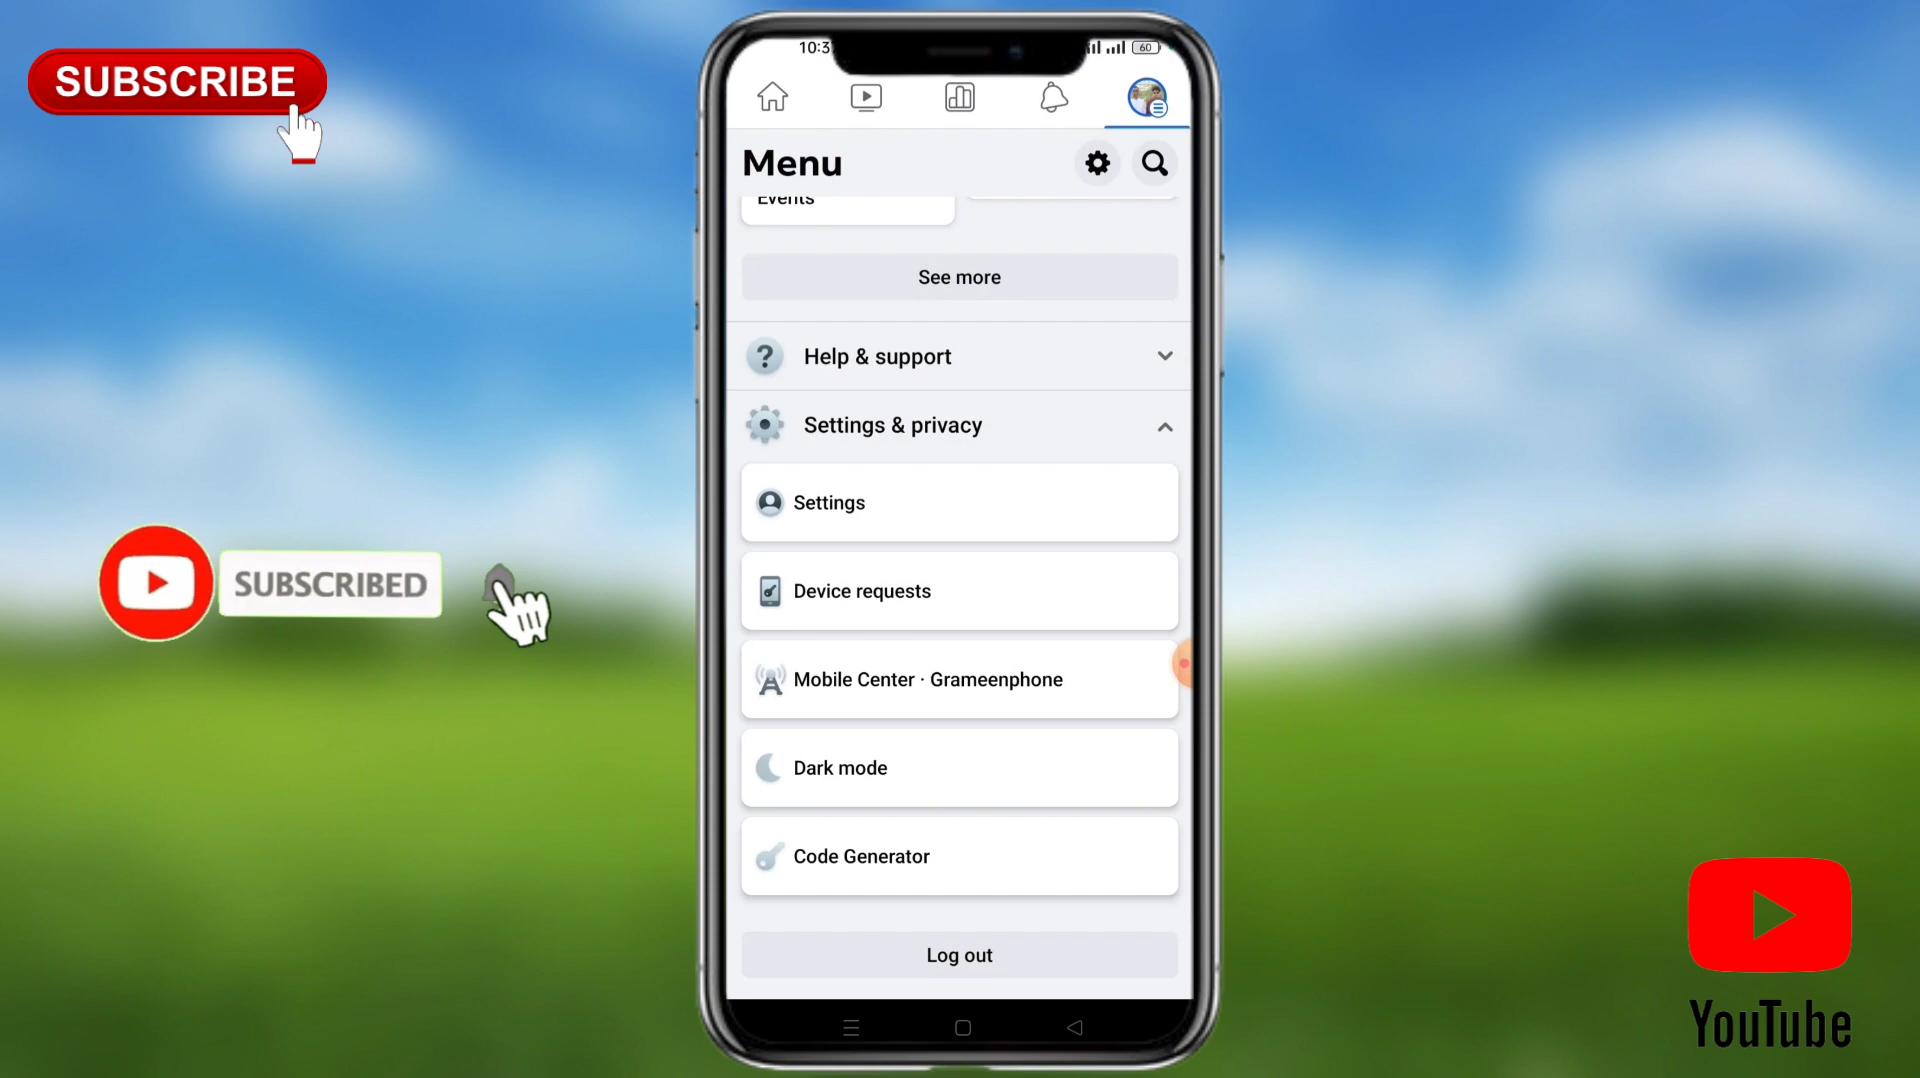 SUBSCRIBE
10:3
60
Menu
Events
See more
Help & support
Settings & privacy
Settings
Device requests
Mobile Center · Grameenphone
Dark mode
Code Generator
Log out
SUBSCRIBED
YouTube